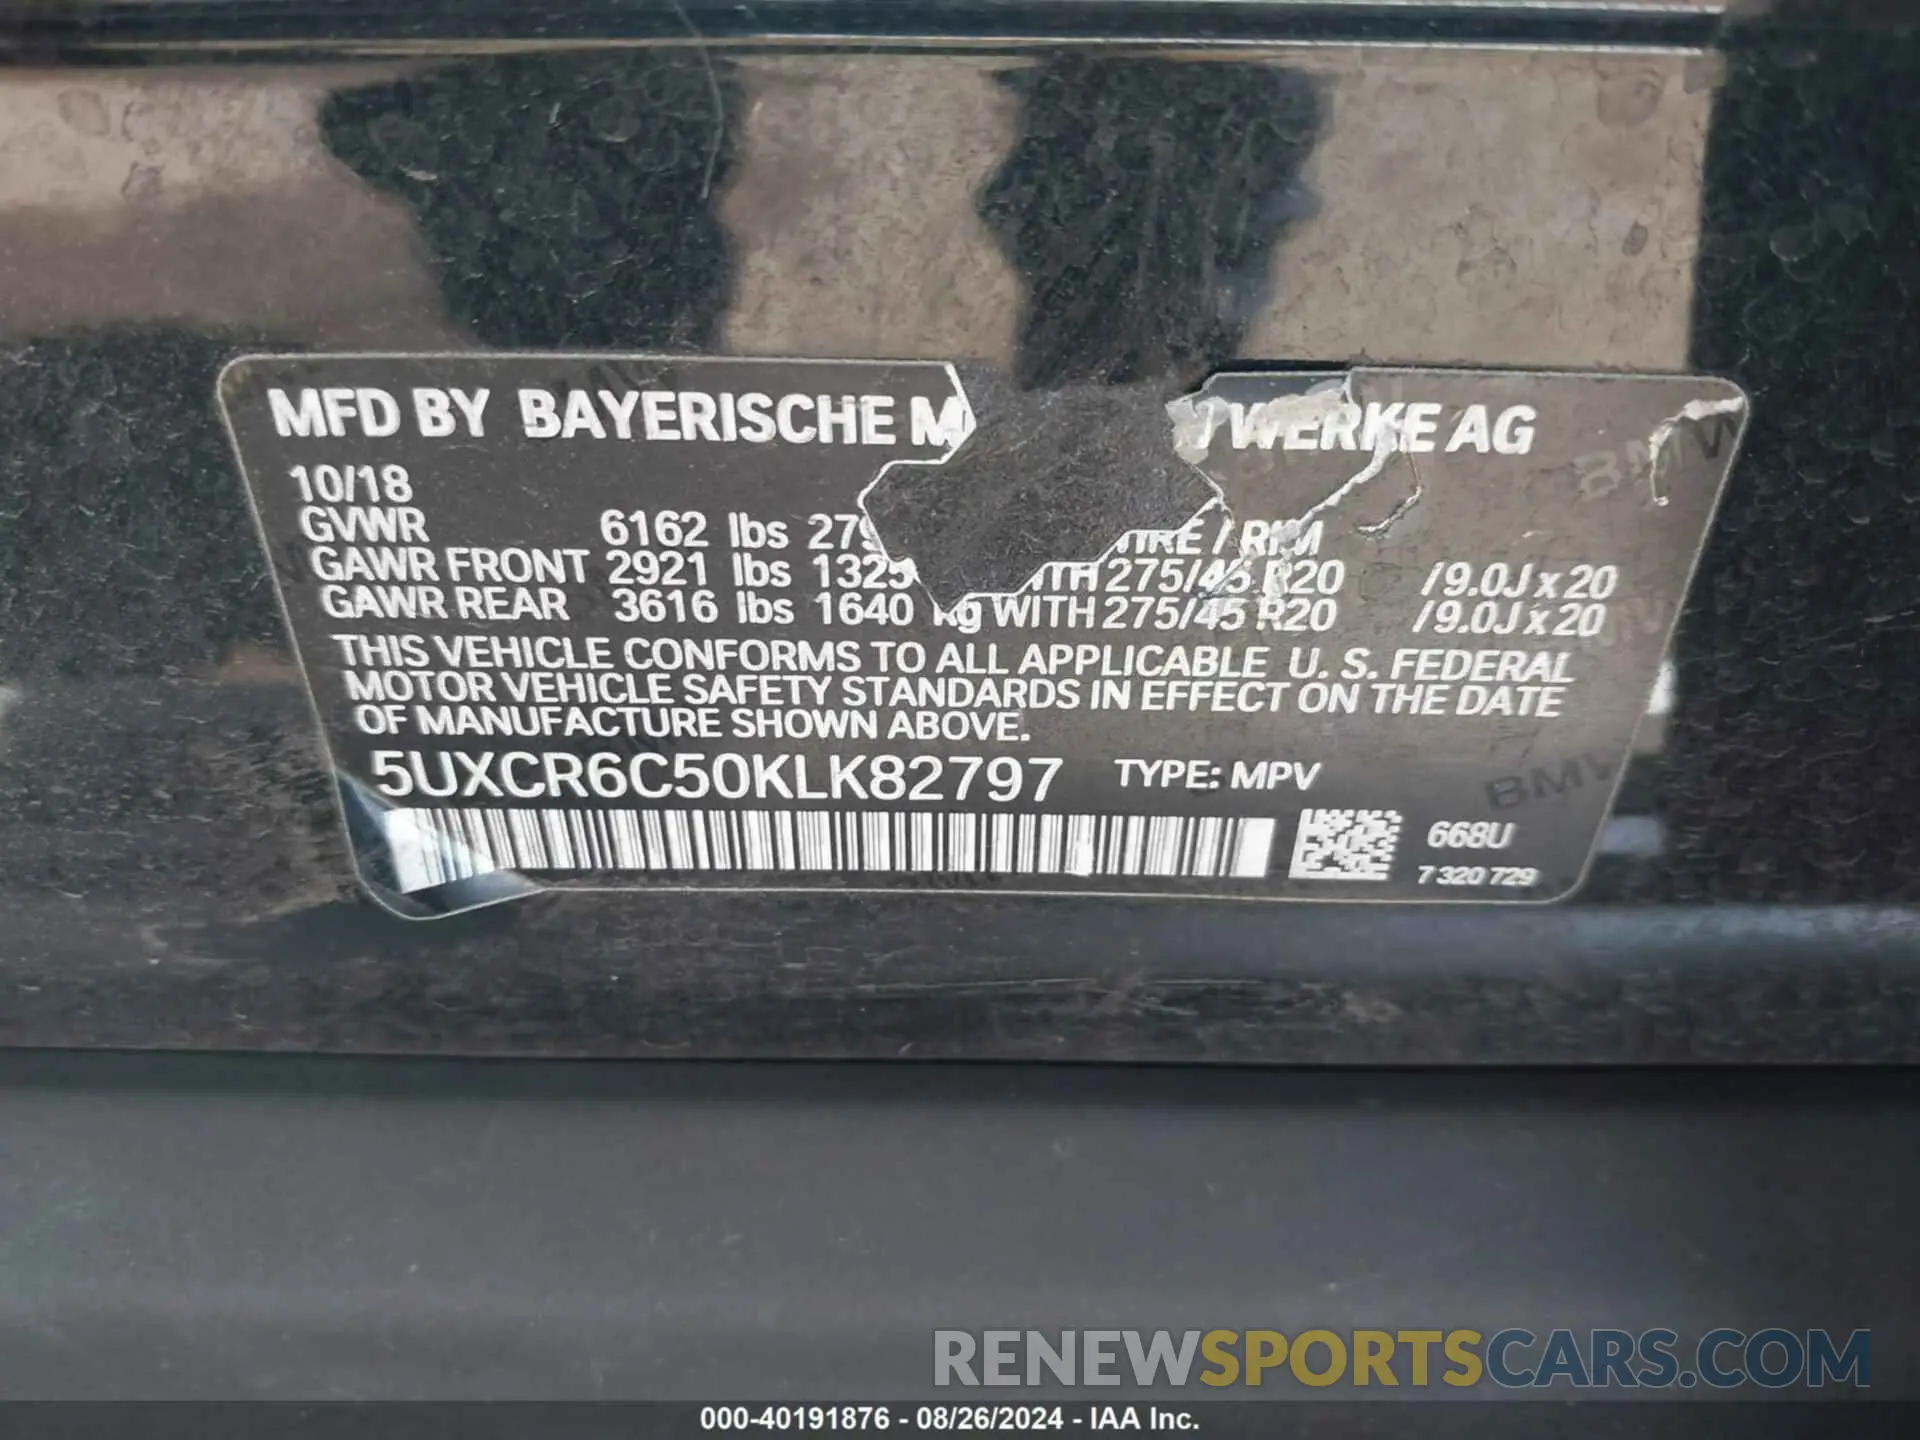 MFD BY BAYERISCHE WERKE AG
10/18
GVWR 6162 lbs TIRE / RIM
GAWR FRONT 2921 lbs 1325 WITH 275/45 R20 /9.0J x 20
GAWR REAR 3616 lbs 1640 kg WITH 275/45 R20 /9.0J x 20
THIS VEHICLE CONFORMS TO ALL APPLICABLE U. S. FEDERAL
MOTOR VEHICLE SAFETY STANDARDS IN EFFECT ON THE DATE
OF MANUFACTURE SHOWN ABOVE.
5UXCR6C50KLK82797 TYPE: MPV
668U
7 320 729
BMW
BMW
RENEWSPORTSCARS.COM
000-40191876 - 08/26/2024 - IAA Inc.